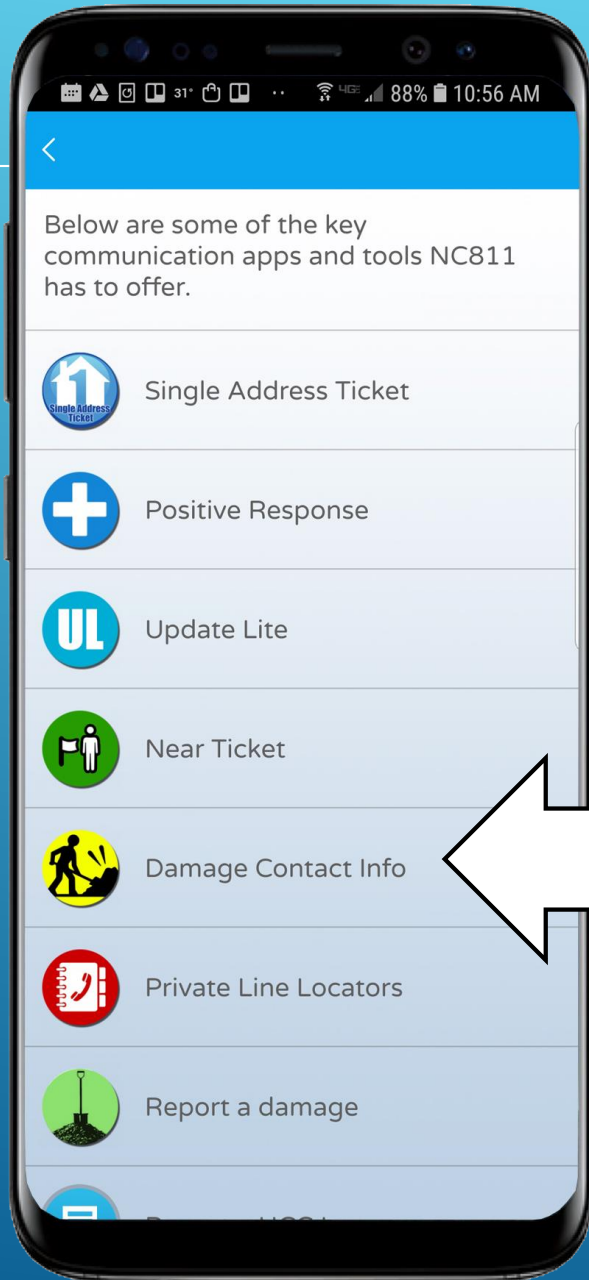 31° 4GE 88% 10:56 AM
Below are some of the key
communication apps and tools NC811
has to offer.
1
Single Address
Ticket
Single Address Ticket
Positive Response
UL
Update Lite
Near Ticket
Damage Contact Info
Private Line Locators
Report a damage